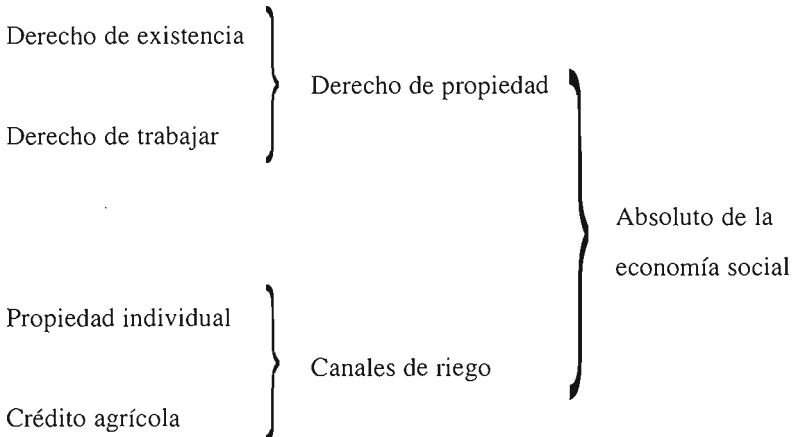 Derecho de existencia
Derecho de propiedad
Derecho de trabajar
Absoluto de la
economía social
Propiedad individual
Canales de riego
Crédito agrícola